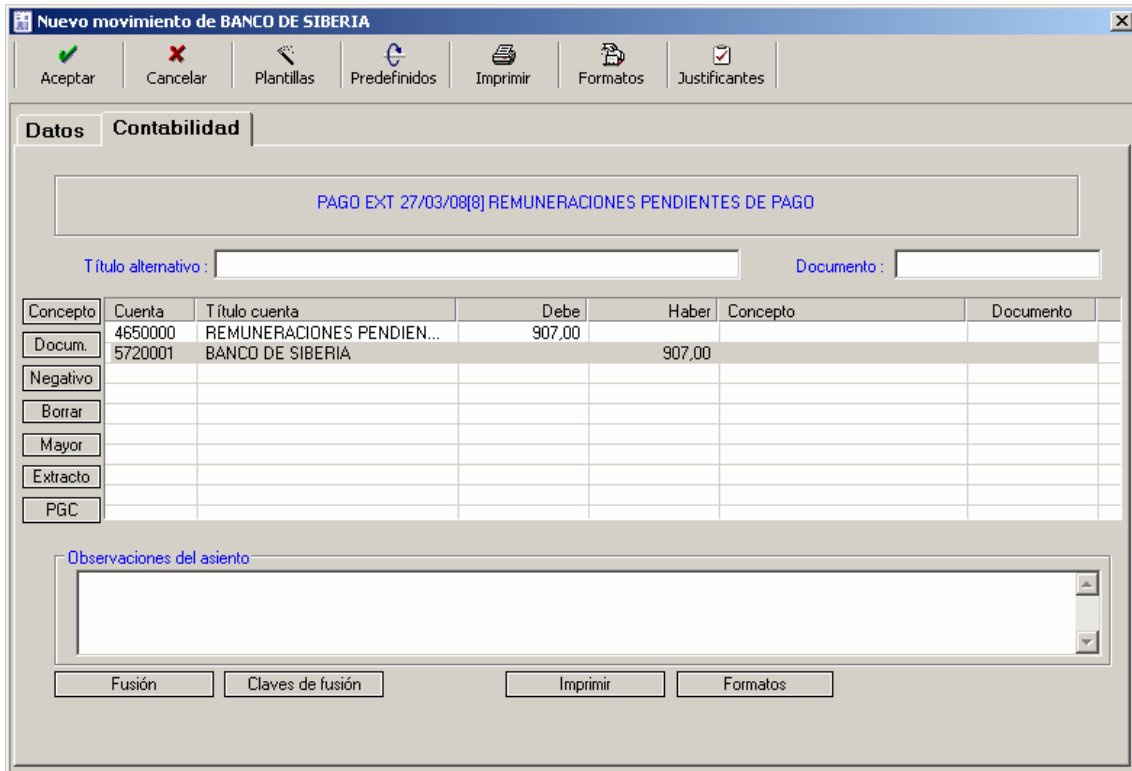 Nuevo movimiento de BANCO DE SIBERIA
Aceptar Cancelar Plantillas Predefinidos Imprimir Formatos Justificantes
Datos Contabilidad
PAGO EXT 27/03/08[8] REMUNERACIONES PENDIENTES DE PAGO
Título alternativo : Documento :
Concepto Cuenta Título cuenta Debe Haber Concepto Documento
4650000 REMUNERACIONES PENDIEN... 907,00
Docum.
5720001 BANCO DE SIBERIA 907,00
Negativo
Borrar
Mayor
Extracto
PGC
Observaciones del asiento
Fusión Claves de fusión Imprimir Formatos